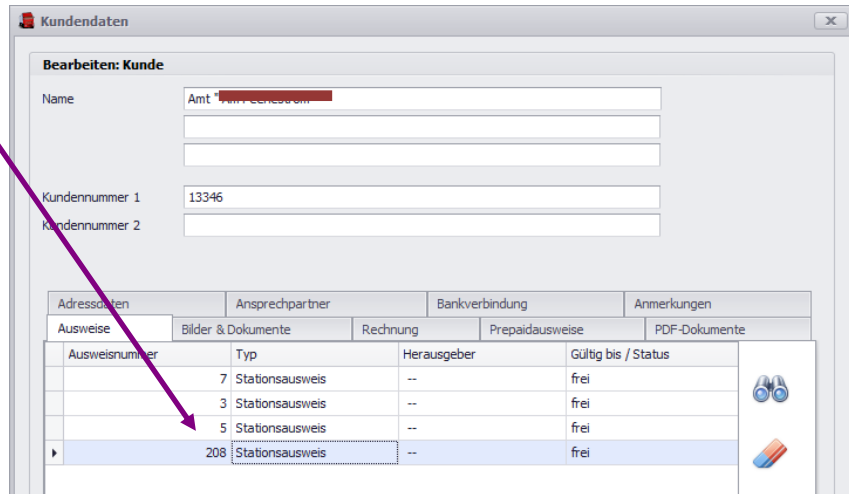 Kundendaten
Bearbeiten: Kunde
Name Amt "
Kundennummer 1 13346
Kundennummer 2
Adressdaten Ansprechpartner Bankverbindung Anmerkungen
Ausweise Bilder & Dokumente Rechnung Prepaidausweise PDF-Dokumente
Ausweisnummer Typ Herausgeber Gültig bis / Status
7 Stationsausweis -- frei
3 Stationsausweis -- frei
5 Stationsausweis -- frei
208 Stationsausweis -- frei